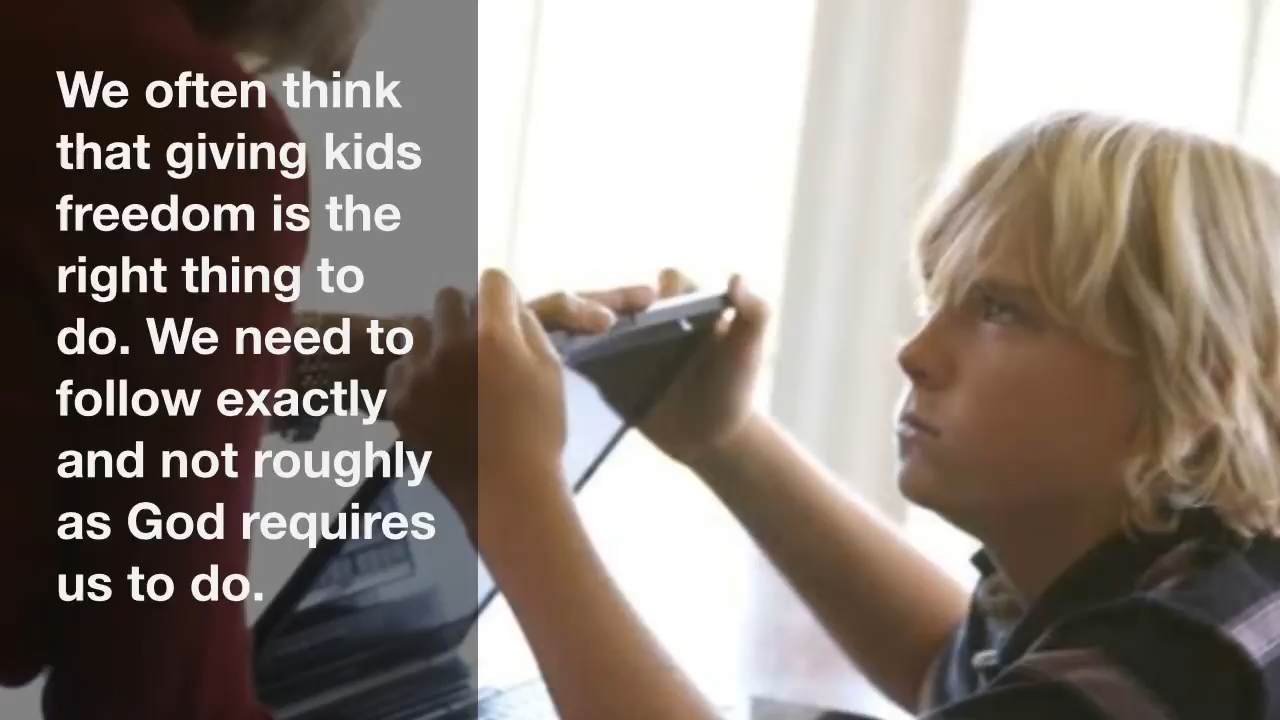 We often think
that giving kids
freedom is the
right thing to
do. We need to
follow exactly
and not roughly
as God requires
us to do.